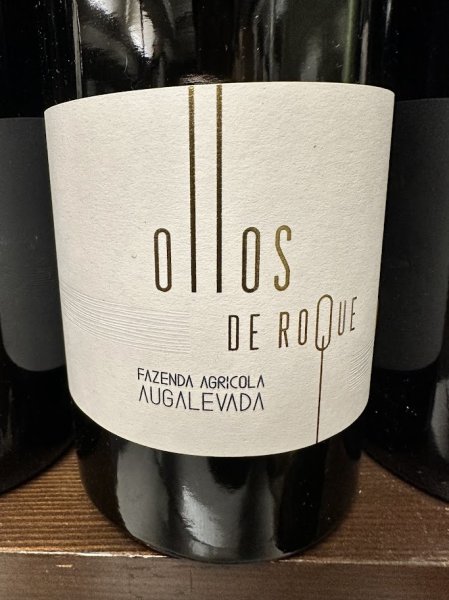 ollos
DE ROQUE
FAZENDA AGRICOLA
AUGALEVADA